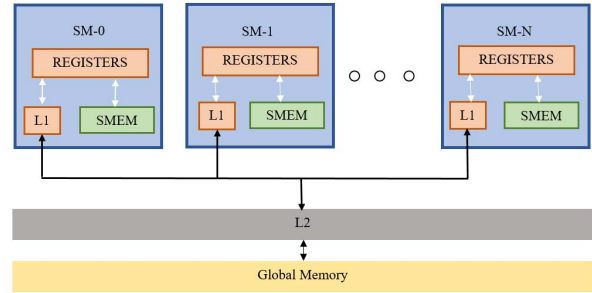 SM-0
REGISTERS
L1
SMEM
SM-1
REGISTERS
L1
SMEM
SM-N
REGISTERS
L1
SMEM
L2
Global Memory